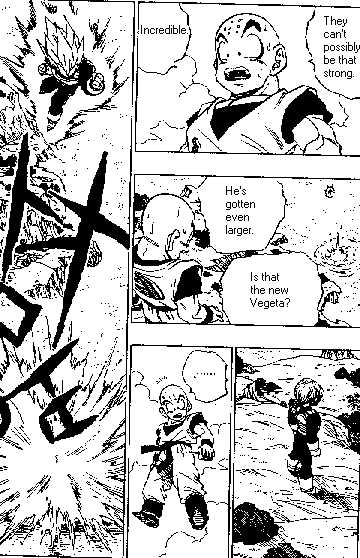 They
can't
possibly
be that
strong.
Incredible.
He's
gotten
even
larger.
Is that
the new
Vegeta?
........